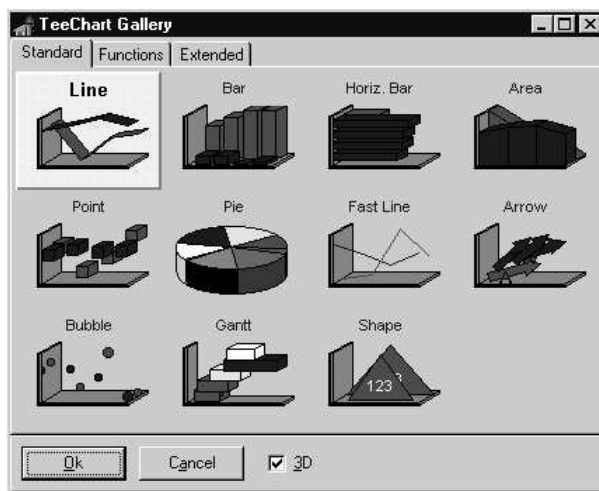 TeeChart Gallery
Standard Functions Extended
Line Bar Horiz. Bar Area
Point Pie Fast Line Arrow
Bubble Gantt Shape
123
3
Ok Cancel 3D